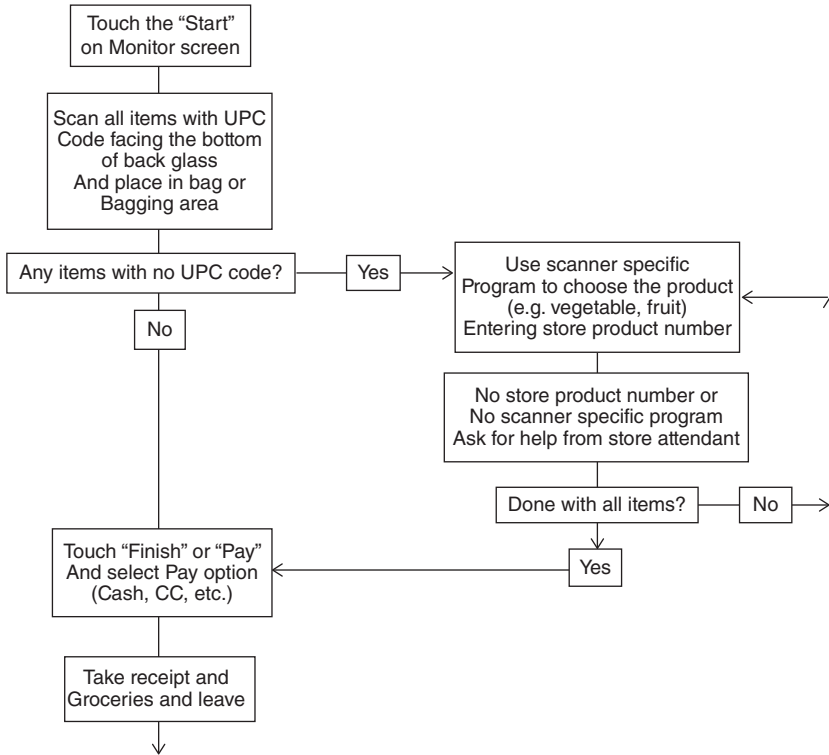 Touch the “Start”
on Monitor screen
Scan all items with UPC
Code facing the bottom
of back glass
And place in bag or
Bagging area
Any items with no UPC code?
Yes
Use scanner specific
Program to choose the product
(e.g. vegetable, fruit)
Entering store product number
No
No store product number or
No scanner specific program
Ask for help from store attendant
Done with all items?
No
Yes
Touch “Finish” or “Pay”
And select Pay option
(Cash, CC, etc.)
Take receipt and
Groceries and leave